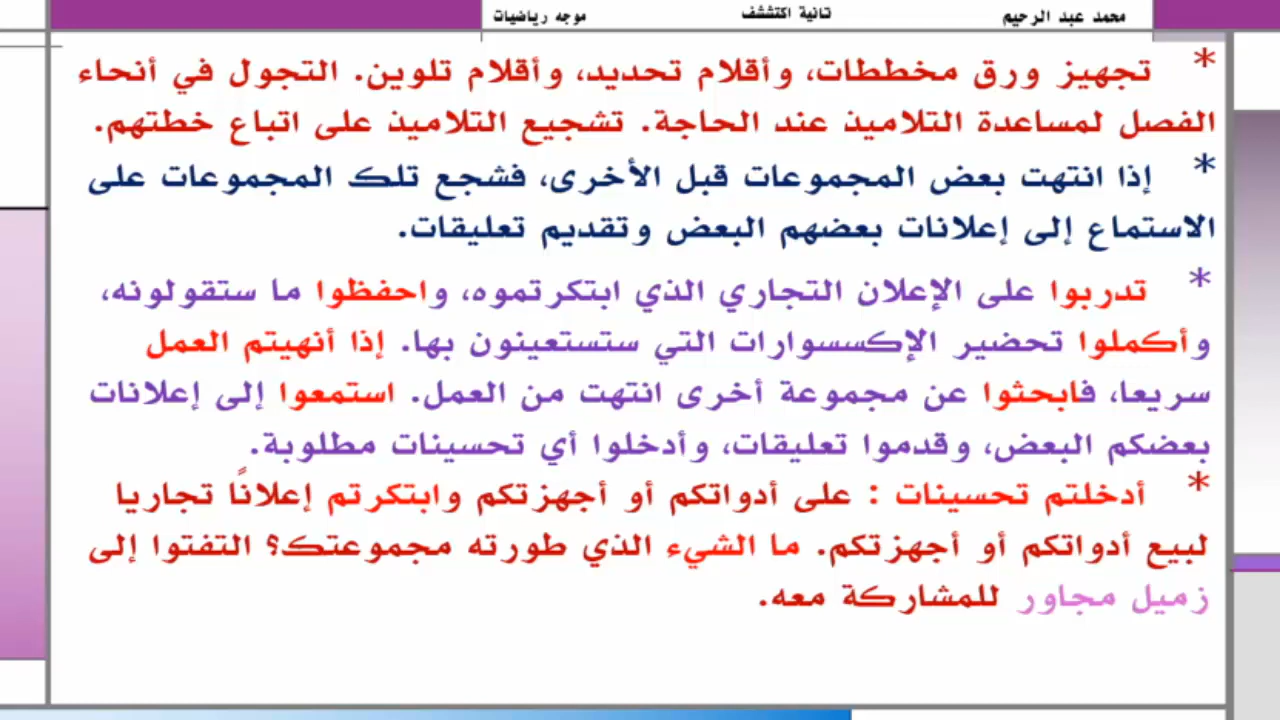 محمد عبد الرحيم تانية اكتششف موجه رياضيات
* تجهيز ورق مخططات، وأقلام تحديد، وأقلام تلوين. التجول في أنحاء
الفصل لمساعدة التلاميذ عند الحاجة. تشجيع التلاميذ على اتباع خطتهم.
* إذا انتهت بعض المجموعات قبل الأخرى، فشجع تلك المجموعات على
الاستماع إلى إعلانات بعضهم البعض وتقديم تعليقات.
* تدربوا على الإعلان التجاري الذي ابتكرتموه، واحفظوا ما ستقولونه،
وأكملوا تحضير الإكسسوارات التي ستستعينون بها. إذا أنهيتم العمل
سريعا، فابحثوا عن مجموعة أخرى انتهت من العمل. استمعوا إلى إعلانات
بعضكم البعض، وقدموا تعليقات، وأدخلوا أي تحسينات مطلوبة.
* أدخلتم تحسينات : على أدواتكم أو أجهزتكم وابتكرتم إعلانًا تجاريا
لبيع أدواتكم أو أجهزتكم. ما الشيء الذي طورته مجموعتك؟ التفتوا إلى
زميل مجاور للمشاركة معه.